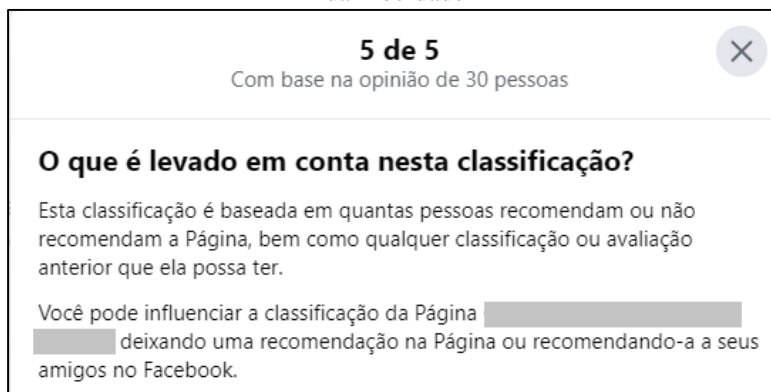 5 de 5
Com base na opinião de 30 pessoas
O que é levado em conta nesta classificação?
Esta classificação é baseada em quantas pessoas recomendam ou não
recomendam a Página, bem como qualquer classificação ou avaliação
anterior que ela possa ter.
Você pode influenciar a classificação da Página
deixando uma recomendação na Página ou recomendando-a a seus
amigos no Facebook.